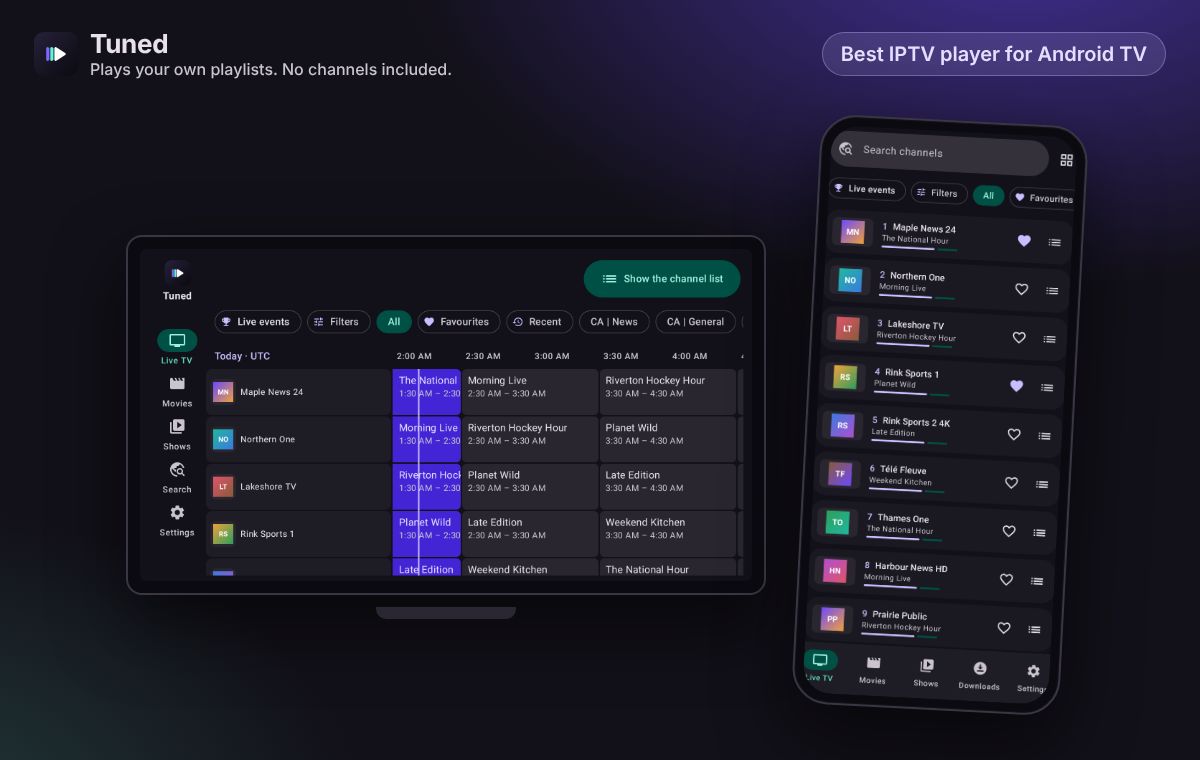 Tuned
Plays your own playlists. No channels included.
Best IPTV player for Android TV
Tuned
Show the channel list
Live events
Filters
All
Favourites
Recent
CA | News
CA | General
Live TV
Movies
Shows
Search
Settings
Today · UTC
2:00 AM
2:30 AM
3:00 AM
3:30 AM
4:00 AM
MN
Maple News 24
The National
1:30 AM – 2:30
Morning Live
2:30 AM – 3:30 AM
Riverton Hockey Hour
3:30 AM – 4:30 AM
NO
Northern One
Morning Live
1:30 AM – 2:30
Riverton Hockey Hour
2:30 AM – 3:30 AM
Planet Wild
3:30 AM – 4:30 AM
LT
Lakeshore TV
Riverton Hock
1:30 AM – 2:30
Planet Wild
2:30 AM – 3:30 AM
Late Edition
3:30 AM – 4:30 AM
RS
Rink Sports 1
Planet Wild
1:30 AM – 2:30
Late Edition
2:30 AM – 3:30 AM
Weekend Kitchen
3:30 AM – 4:30 AM
Late Edition
Weekend Kitchen
The National Hour
Search channels
Live events
Filters
All
Favourites
MN
1 Maple News 24
The National Hour
NO
2 Northern One
Morning Live
LT
3 Lakeshore TV
Riverton Hockey Hour
RS
4 Rink Sports 1
Planet Wild
RS
5 Rink Sports 2 4K
Late Edition
TF
6 Télé Fleuve
Weekend Kitchen
TO
7 Thames One
The National Hour
HN
8 Harbour News HD
Morning Live
PP
9 Prairie Public
Riverton Hockey Hour
Live TV
Movies
Shows
Downloads
Settings